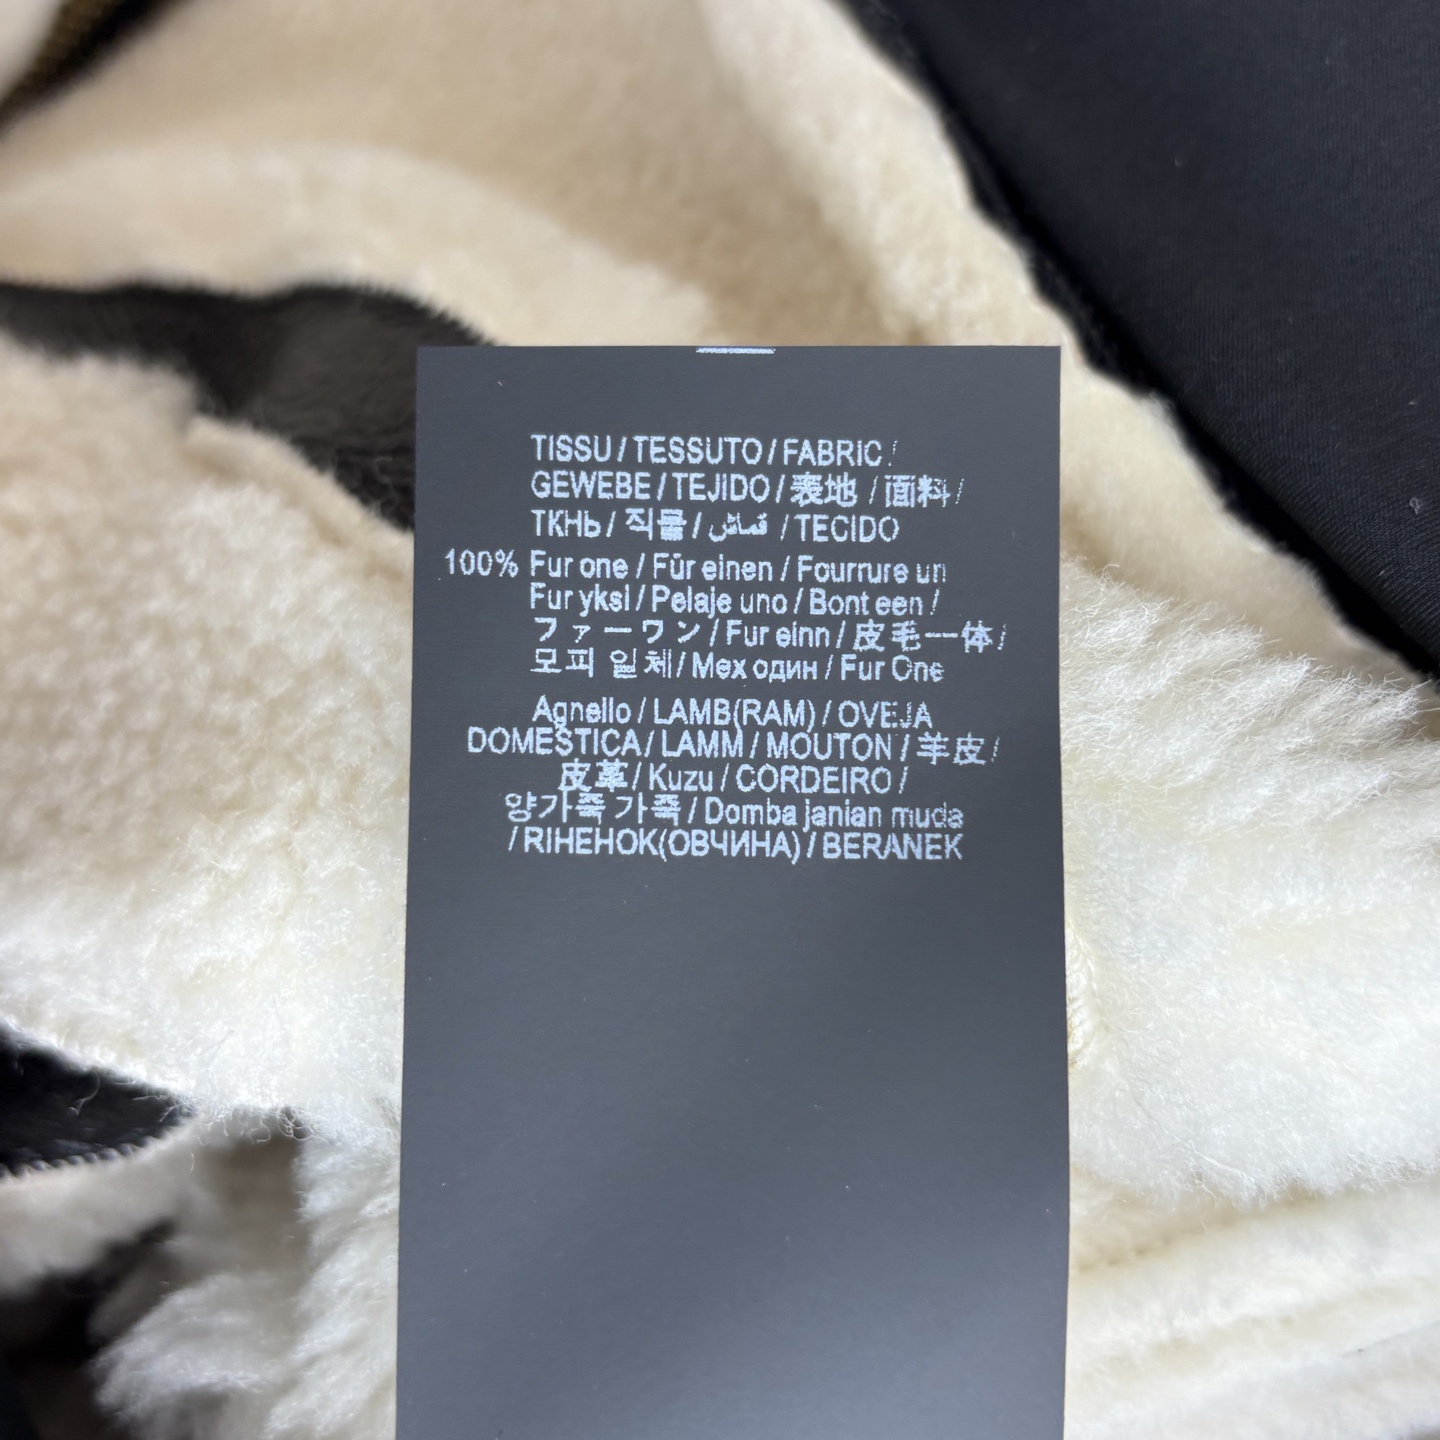 TISSU / TESSUTO / FABRIC /
GEWEBE / TEJIDO / 表地 / 面料 /
ТКНЬ / 직물 / قماش / TECIDO
100% Fur one / Für einen / Fourrure un
Fur yksi / Pelaje uno / Bont een /
ファーワン / Fur einn / 皮毛一体 /
모피 일체 / Мех один / Fur One
Agnello / LAMB(RAM) / OVEJA
DOMESTICA / LAMM / MOUTON / 羊皮 /
皮革 / Kuzu / CORDEIRO /
양가죽 가죽 / Domba janian muda
/ RIHEHOK(ОВЧИНА) / BERANEK